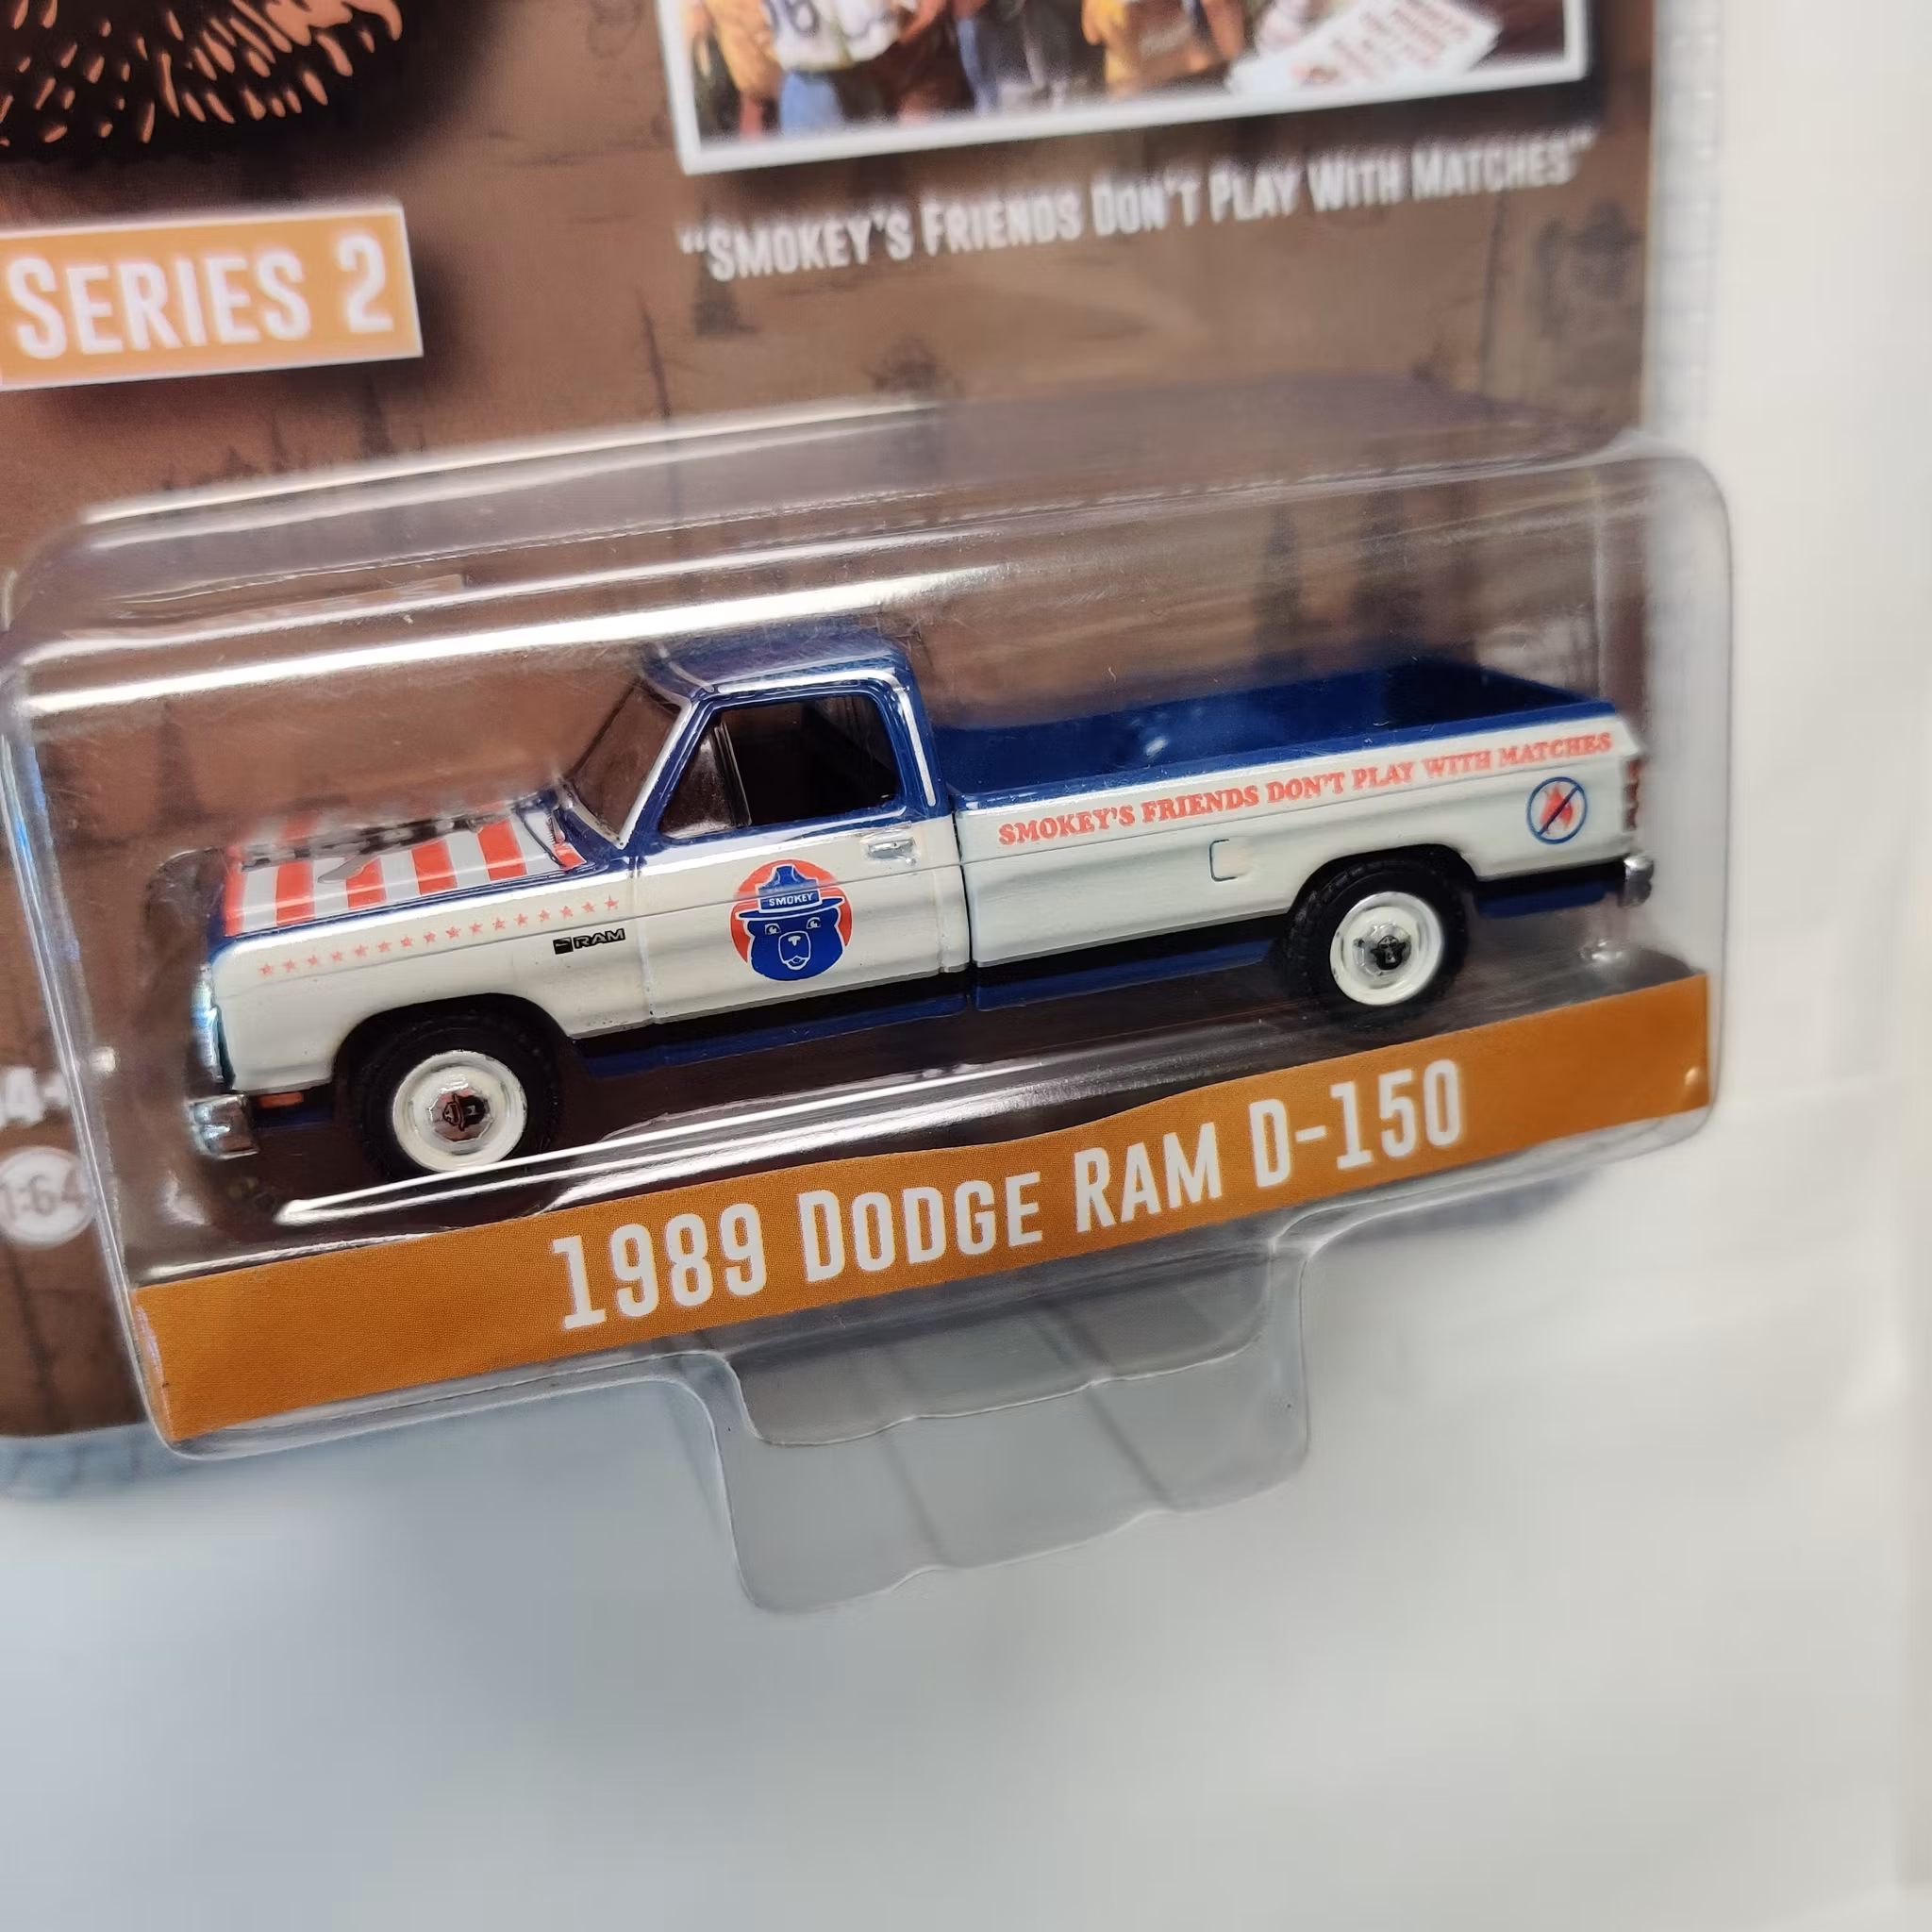 "SMOKEY'S FRIENDS DON'T PLAY WITH MATCHES"
SERIES 2
SMOKEY'S FRIENDS DON'T PLAY WITH MATCHES
SMOKEY
RAM
1:64
1989 DODGE RAM D-150